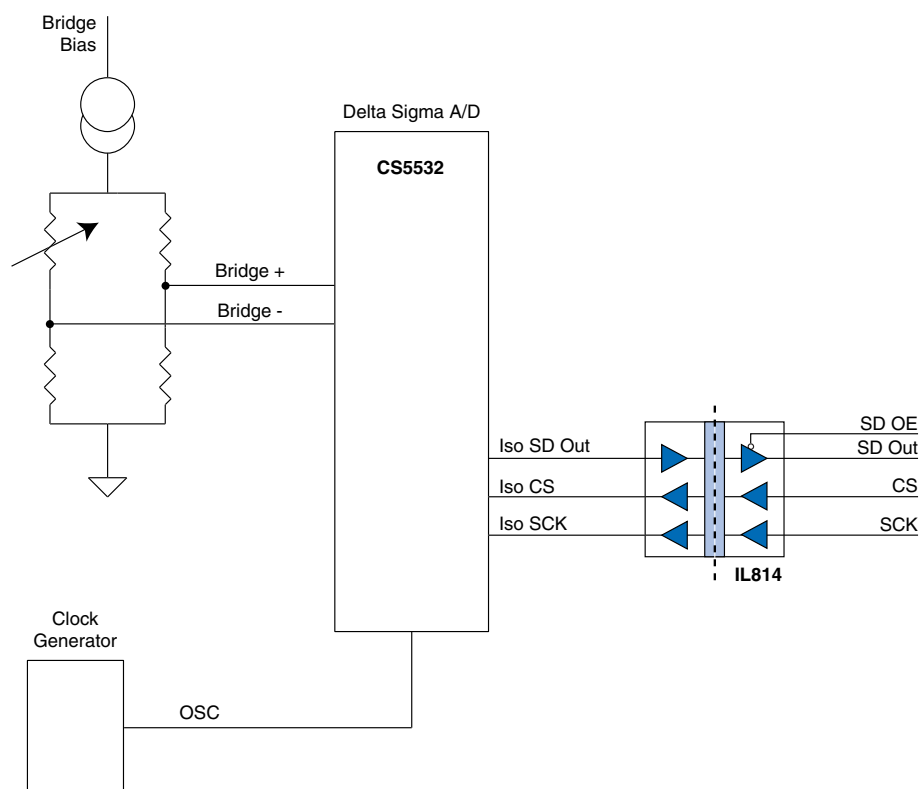 Bridge
Bias
Delta Sigma A/D
CS5532
Bridge +
Bridge -
Iso SD Out
Iso CS
Iso SCK
SD OE
SD Out
CS
SCK
IL814
Clock
Generator
OSC